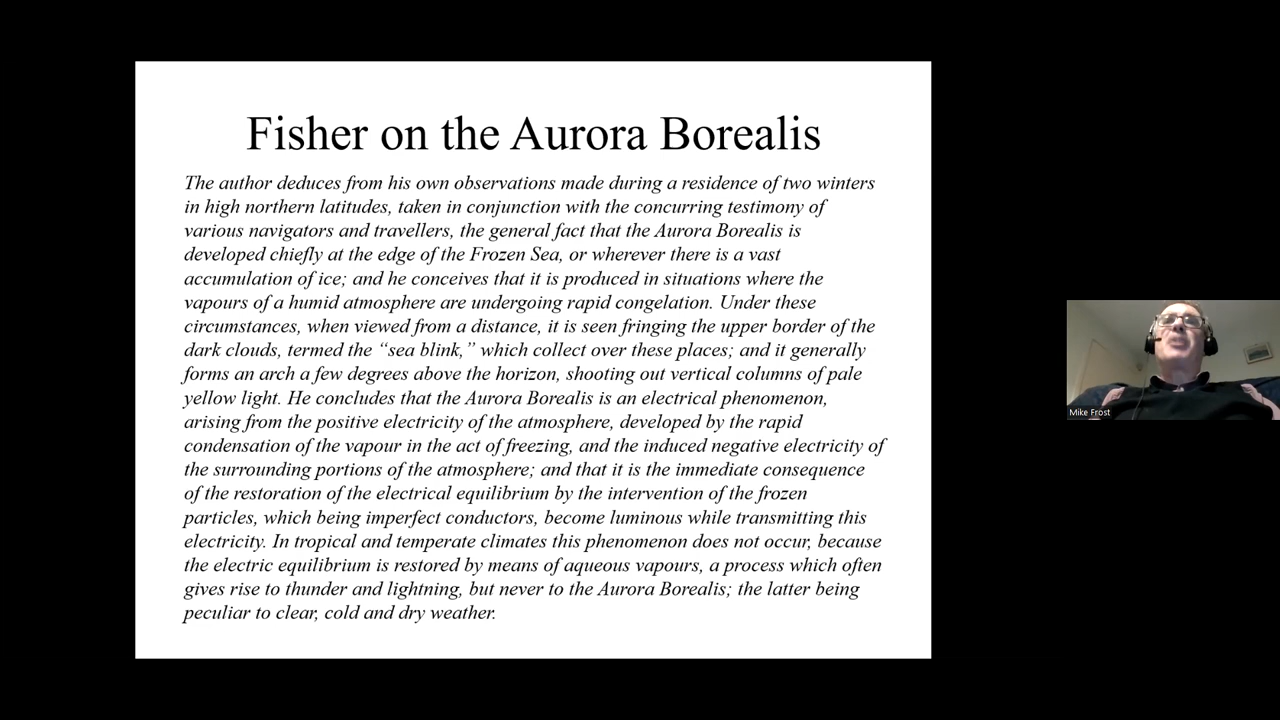 Fisher on the Aurora Borealis
The author deduces from his own observations made during a residence of two winters
in high northern latitudes, taken in conjunction with the concurring testimony of
various navigators and travellers, the general fact that the Aurora Borealis is
developed chiefly at the edge of the Frozen Sea, or wherever there is a vast
accumulation of ice; and he conceives that it is produced in situations where the
vapours of a humid atmosphere are undergoing rapid congelation. Under these
circumstances, when viewed from a distance, it is seen fringing the upper border of the
dark clouds, termed the “sea blink,” which collect over these places; and it generally
forms an arch a few degrees above the horizon, shooting out vertical columns of pale
yellow light. He concludes that the Aurora Borealis is an electrical phenomenon,
arising from the positive electricity of the atmosphere, developed by the rapid
condensation of the vapour in the act of freezing, and the induced negative electricity of
the surrounding portions of the atmosphere; and that it is the immediate consequence
of the restoration of the electrical equilibrium by the intervention of the frozen
particles, which being imperfect conductors, become luminous while transmitting this
electricity. In tropical and temperate climates this phenomenon does not occur, because
the electric equilibrium is restored by means of aqueous vapours, a process which often
gives rise to thunder and lightning, but never to the Aurora Borealis; the latter being
peculiar to clear, cold and dry weather.
Mike Frost